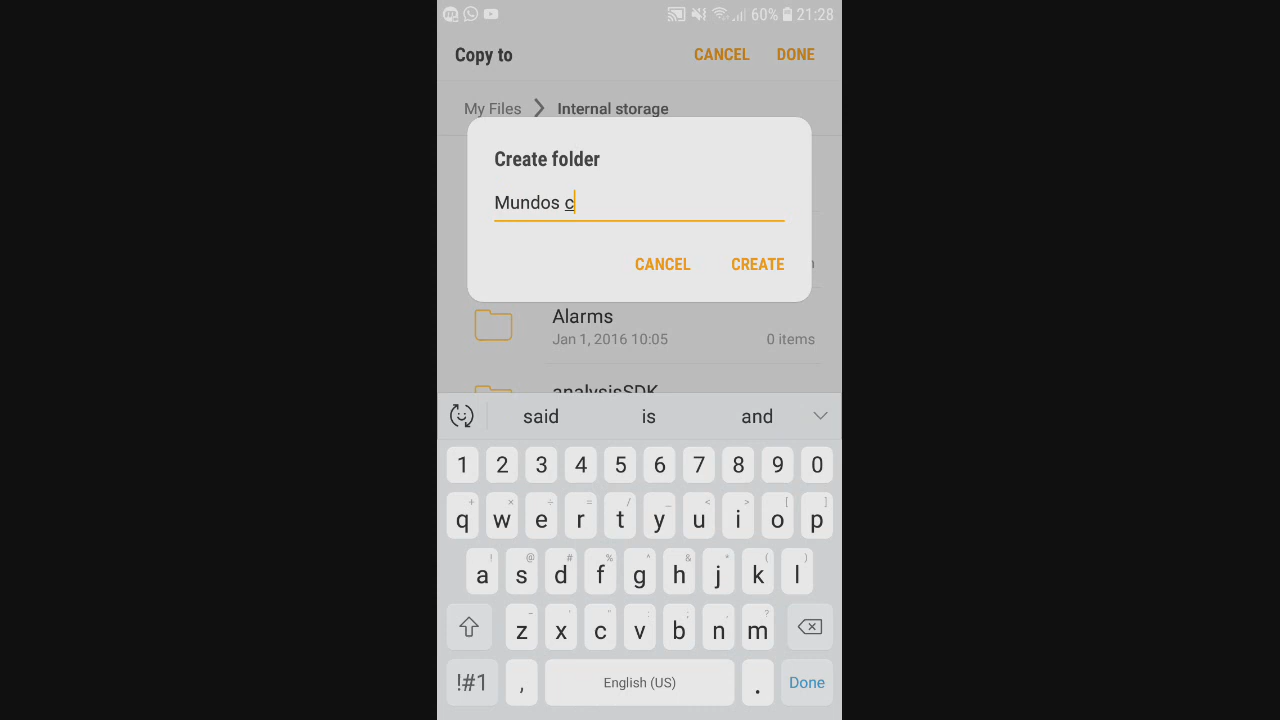 60% 21:28
Copy to CANCEL DONE
My Files Internal storage
Create folder
Mundos c
CANCEL CREATE
Alarms
Jan 1, 2016 10:05 0 items
analysisSDK
said is and
1 2 3 4 5 6 7 8 9 0
+ × ÷ = / _ < > [ ]
q w e r t y u i o p
! @ # % ^ & * ( )
a s d f g h j k l
- ' " : ; , ?
z x c v b n m
!#1 , English (US) . Done